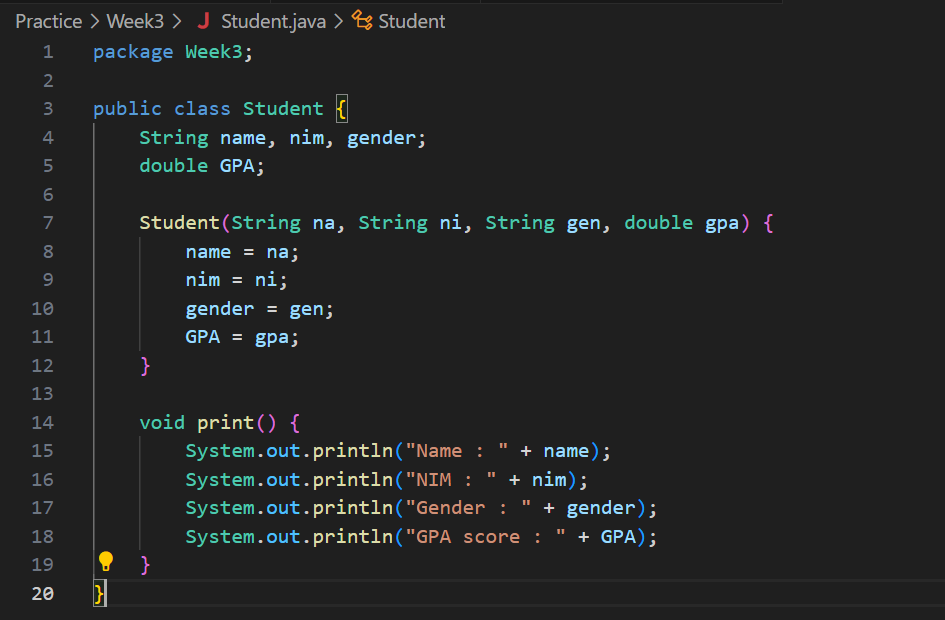 Practice > Week3 > J Student.java > Student
1 package Week3;
2
3 public class Student {
4     String name, nim, gender;
5     double GPA;
6
7     Student(String na, String ni, String gen, double gpa) {
8         name = na;
9         nim = ni;
10         gender = gen;
11         GPA = gpa;
12     }
13
14     void print() {
15         System.out.println("Name : " + name);
16         System.out.println("NIM : " + nim);
17         System.out.println("Gender : " + gender);
18         System.out.println("GPA score : " + GPA);
19     }
20 }